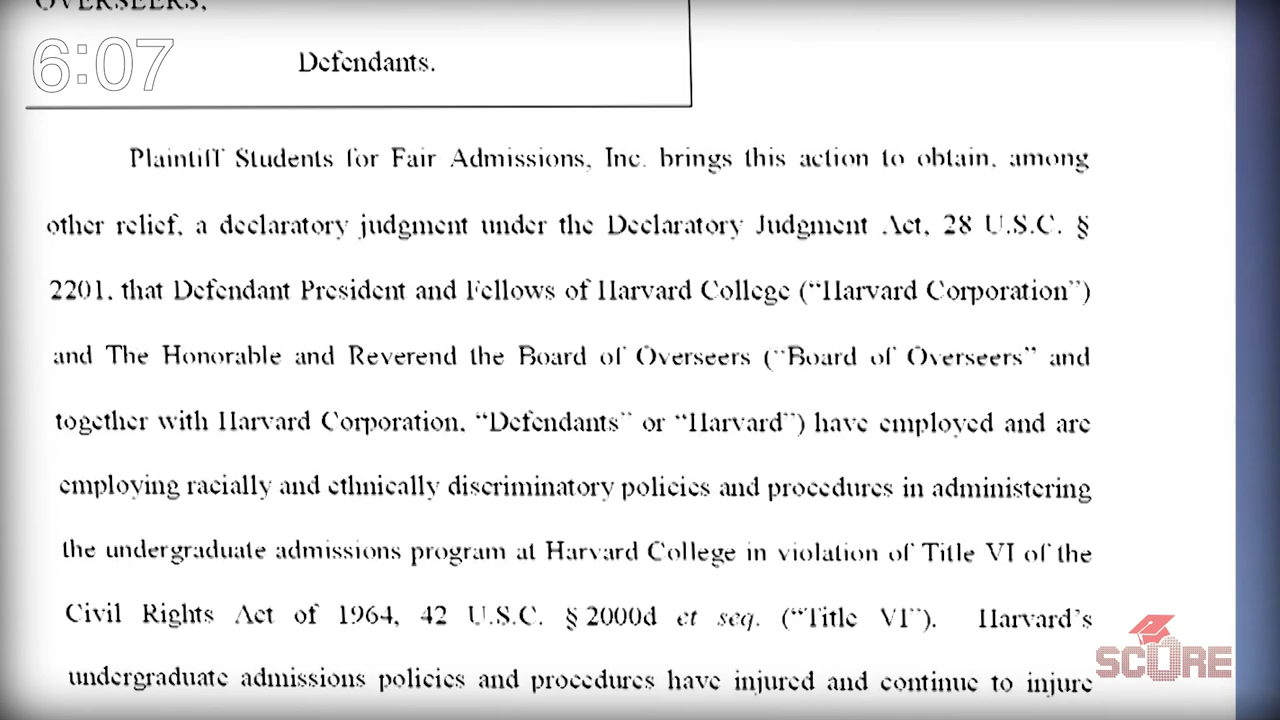 OVERSEERS,
6:07
Defendants.
Plaintiff Students for Fair Admissions, Inc. brings this action to obtain, among
other relief, a declaratory judgment under the Declaratory Judgment Act, 28 U.S.C. §
2201, that Defendant President and Fellows of Harvard College (“Harvard Corporation”)
and The Honorable and Reverend the Board of Overseers (“Board of Overseers” and
together with Harvard Corporation, “Defendants” or “Harvard”) have employed and are
employing racially and ethnically discriminatory policies and procedures in administering
the undergraduate admissions program at Harvard College in violation of Title VI of the
Civil Rights Act of 1964, 42 U.S.C. § 2000d et seq. (“Title VI”). Harvard’s
undergraduate admissions policies and procedures have injured and continue to injure
SCORE